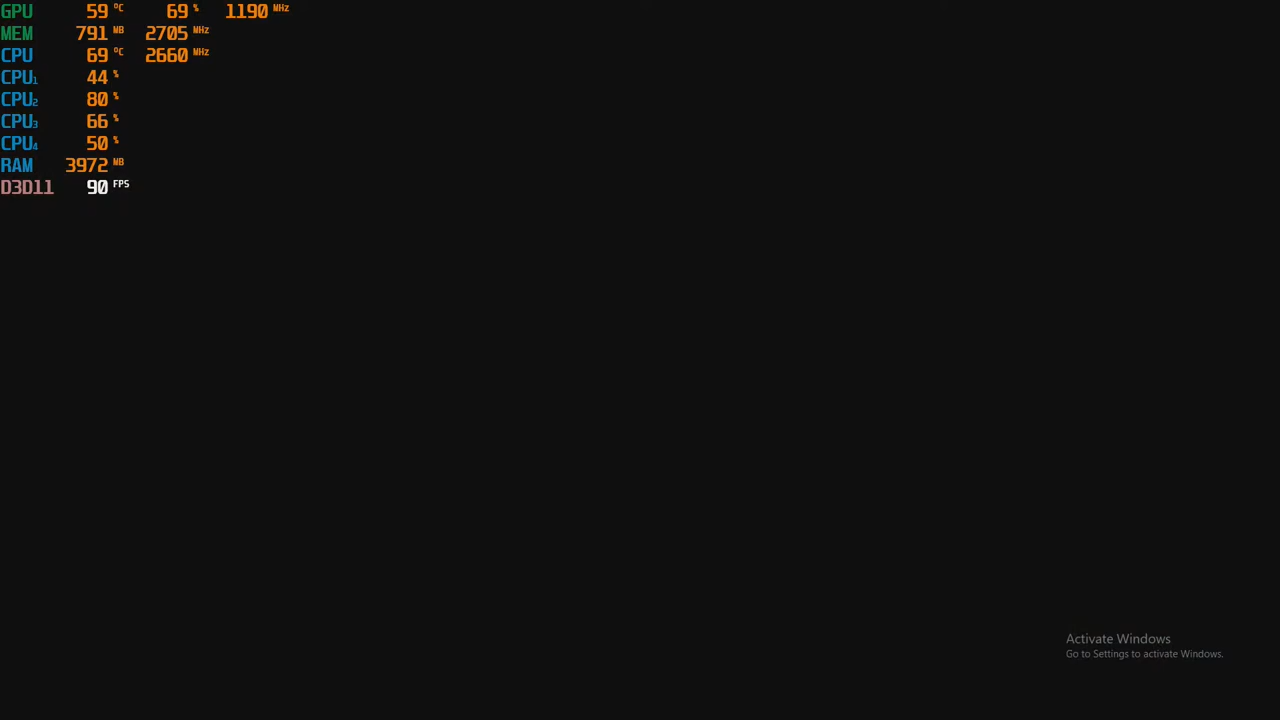 GPU 59 °C 69 % 1190 MHz
MEM 791 MB 2705 MHz
CPU 69 °C 2660 MHz
CPU1 44 %
CPU2 80 %
CPU3 66 %
CPU4 50 %
RAM 3972 MB
D3D11 90 FPS
Activate Windows
Go to Settings to activate Windows.